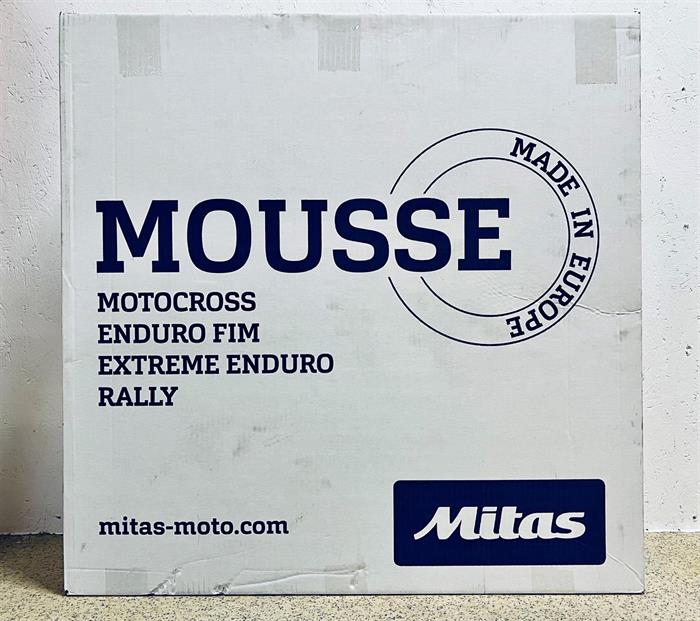 MOUSSE
MADE IN EUROPE
MOTOCROSS
ENDURO FIM
EXTREME ENDURO
RALLY
mitas-moto.com
Mitas